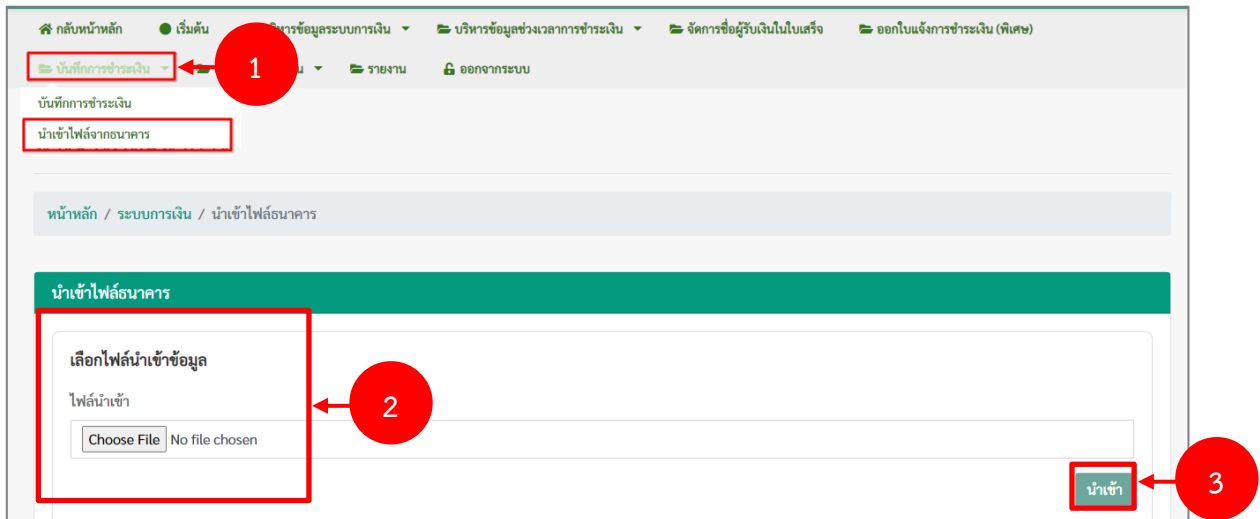 กลับหน้าหลัก เริ่มต้น หารข้อมูลระบบการเงิน บริหารข้อมูลช่วงเวลาการชำระเงิน จัดการชื่อผู้รับเงินในใบเสร็จ ออกใบแจ้งการชำระเงิน (พิเศษ)
บันทึกการชำระเงิน 1 น รายงาน ออกจากระบบ
บันทึกการชำระเงิน
นำเข้าไฟล์จากธนาคาร
หน้าหลัก / ระบบการเงิน / นำเข้าไฟล์ธนาคาร
นำเข้าไฟล์ธนาคาร
เลือกไฟล์นำเข้าข้อมูล
ไฟล์นำเข้า
2
Choose File No file chosen
นำเข้า 3